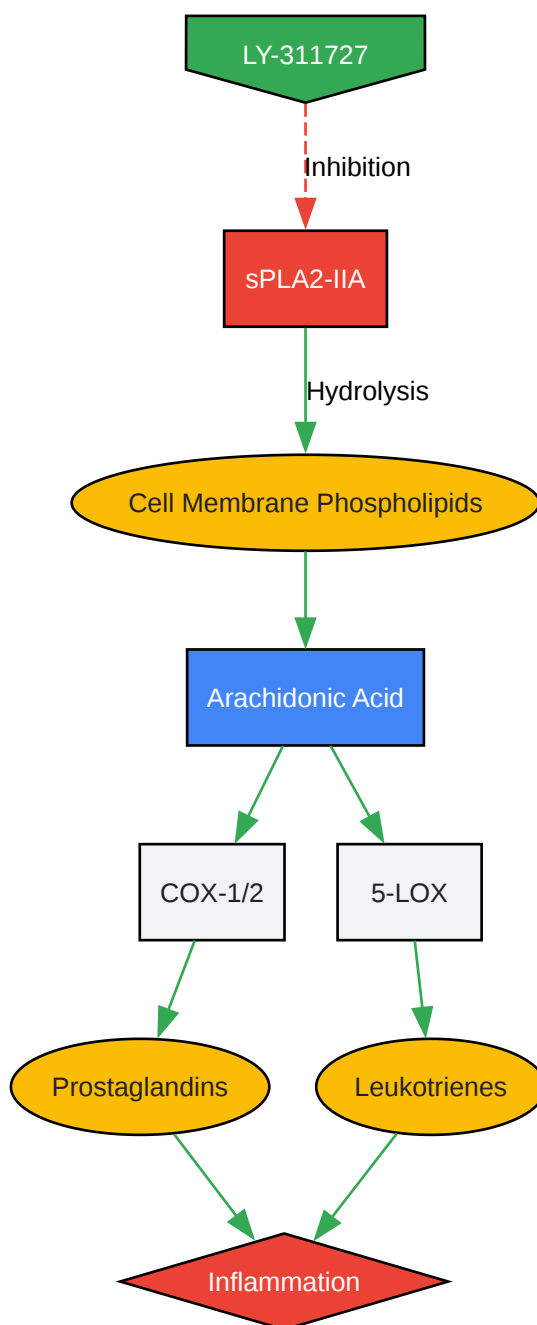 LY-311727
Inhibition
sPLA2-IIA
Hydrolysis
Cell Membrane Phospholipids
Arachidonic Acid
COX-1/2
5-LOX
Prostaglandins
Leukotrienes
Inflammation